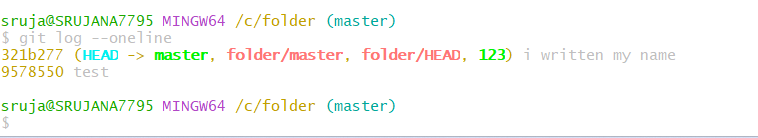 sruja@SRUJANA7795 MINGW64 /c/folder (master)
$ git log --oneline
321b277 (HEAD -> master, folder/master, folder/HEAD, 123) i written my name
9578550 test
sruja@SRUJANA7795 MINGW64 /c/folder (master)
$